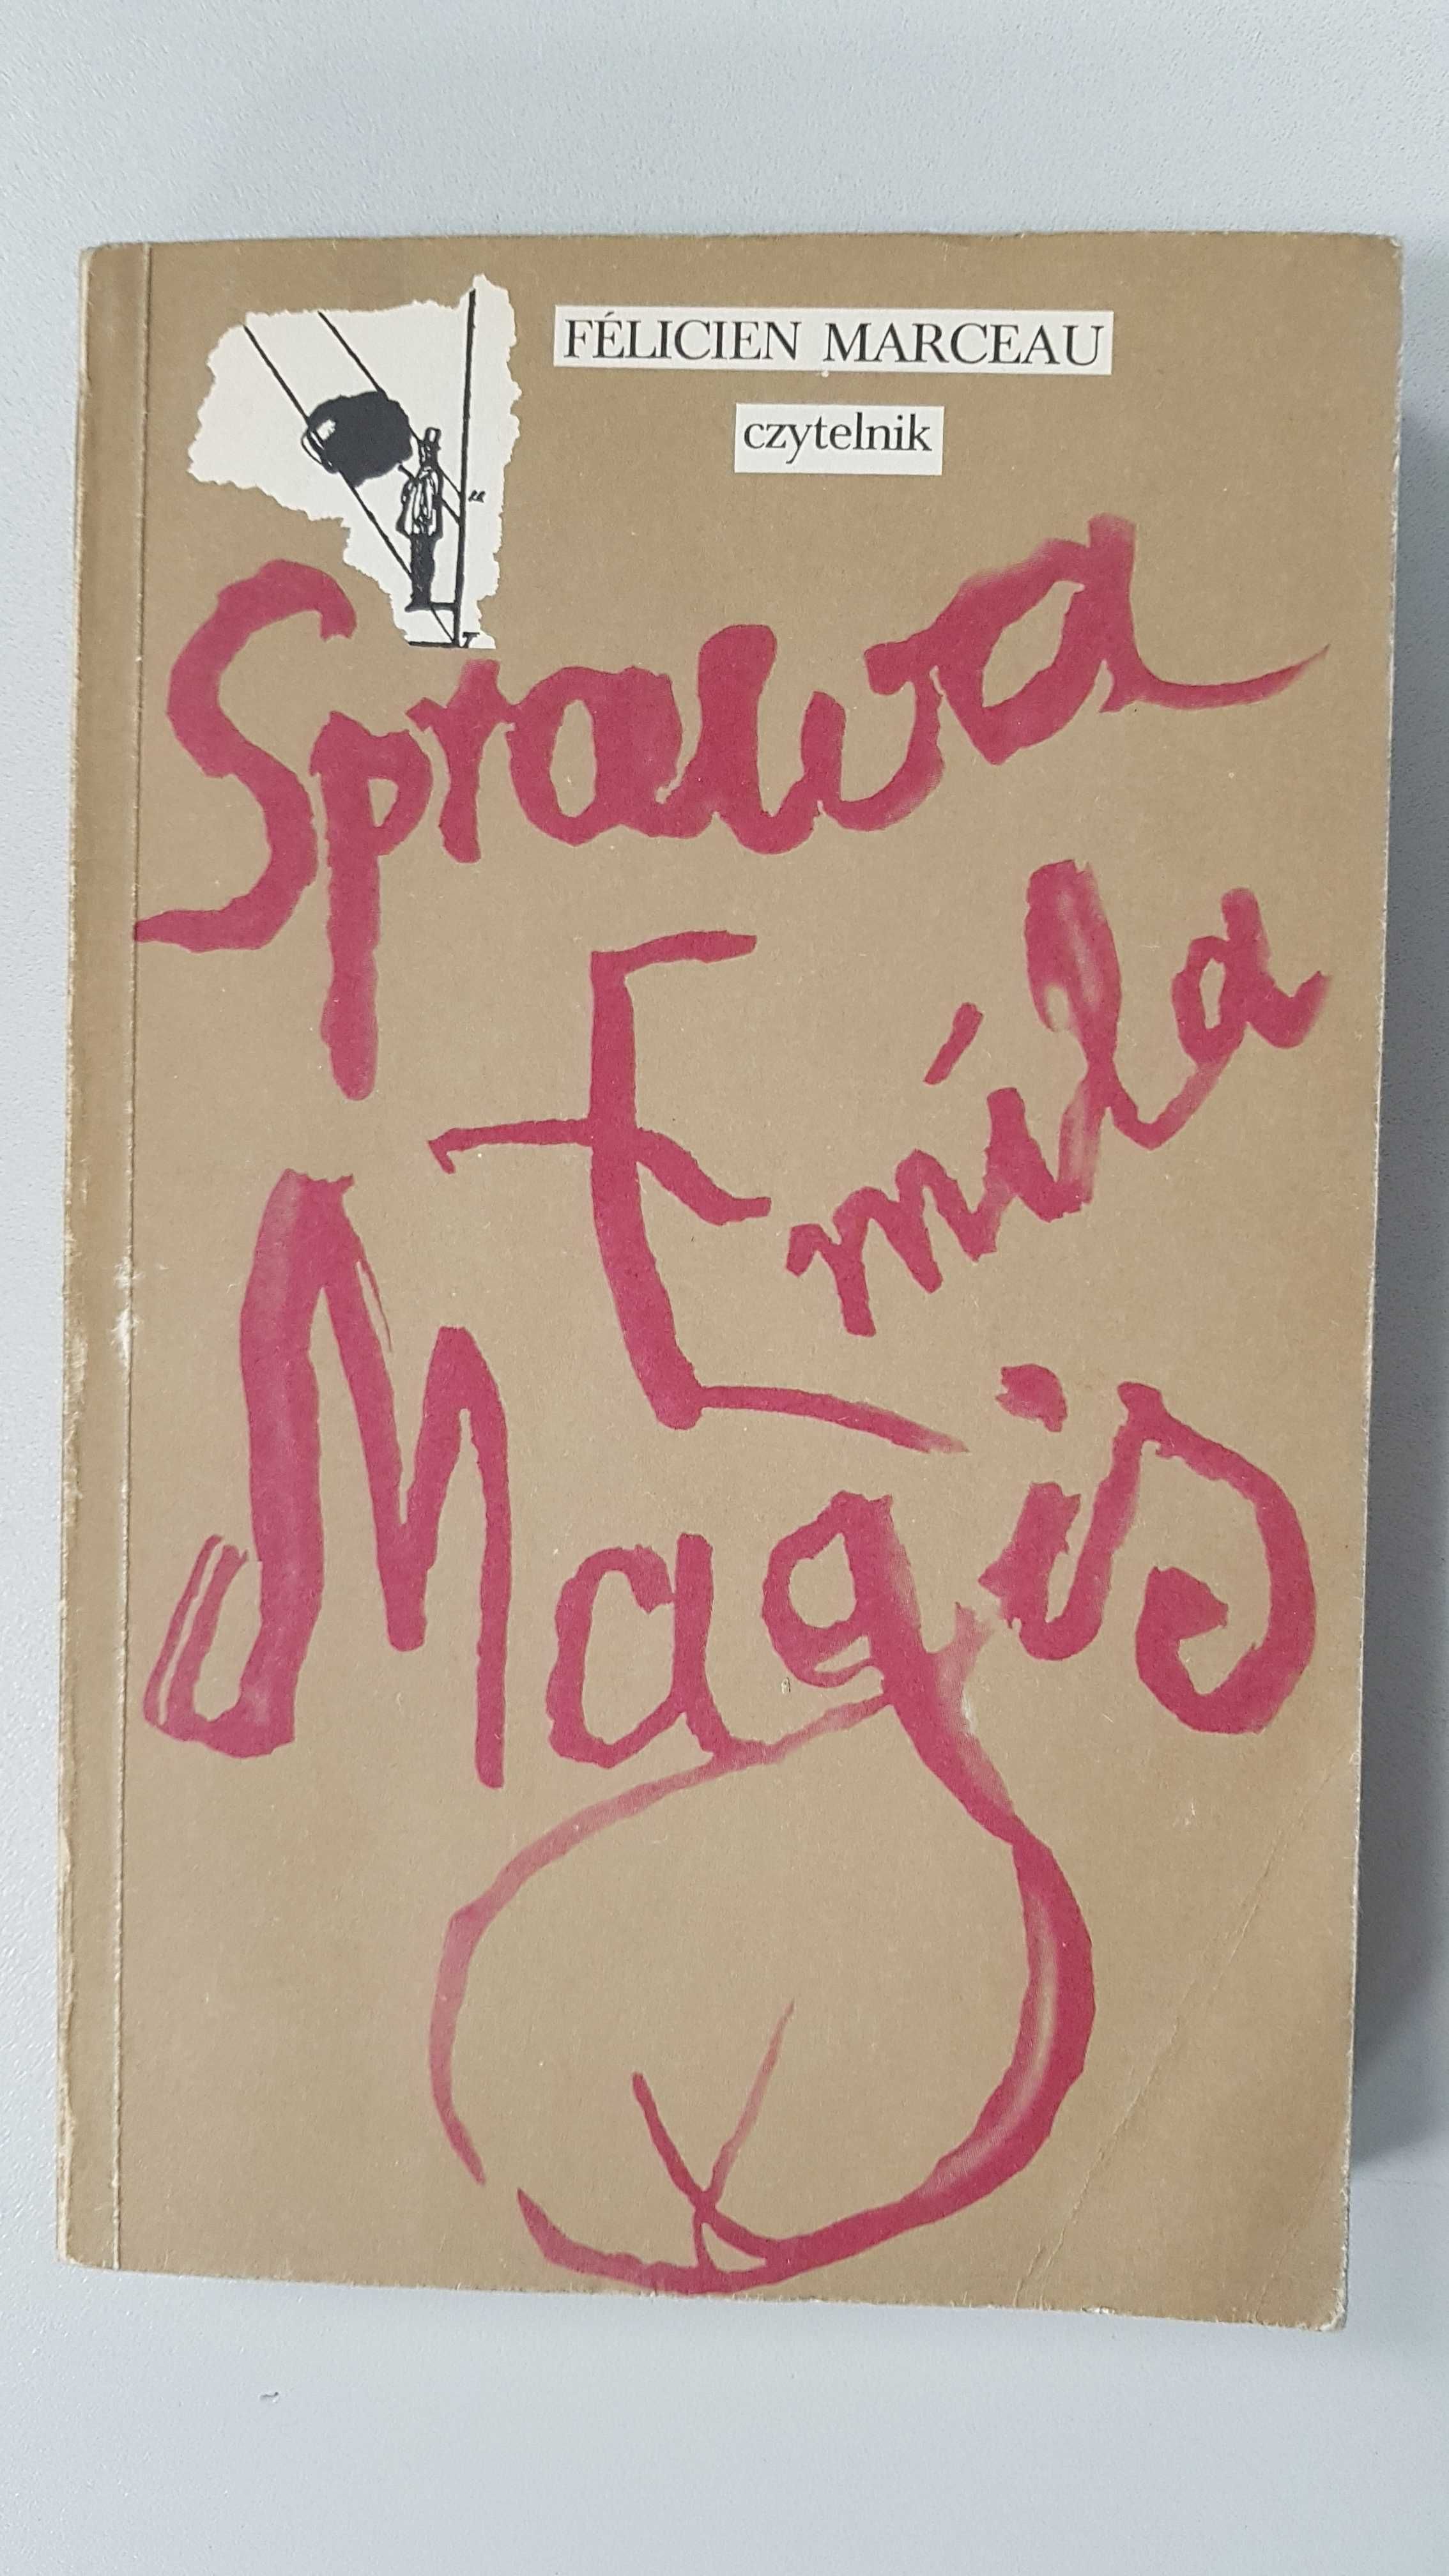 FÉLICIEN MARCEAU
czytelnik
Sprawa
Emila
Magis